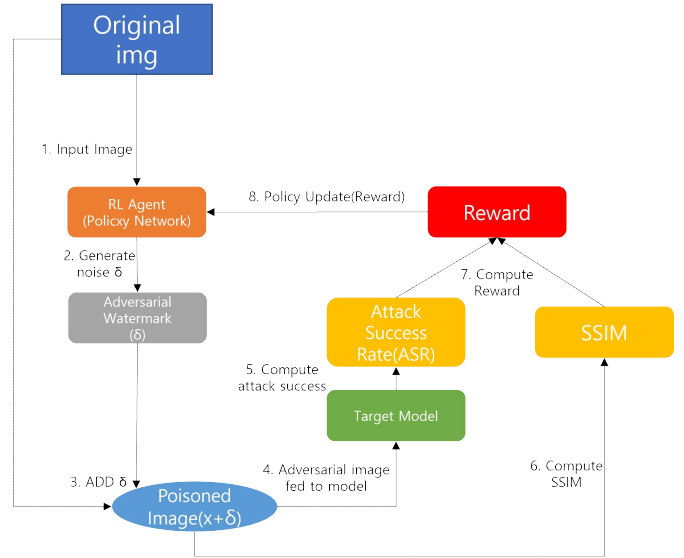 Original
img
1. Input Image
RL Agent
(Policxy Network)
8. Policy Update(Reward)
Reward
2. Generate
noise δ
7. Compute
Reward
Adversarial
Watermark
(δ)
Attack
Success
Rate(ASR)
SSIM
5. Compute
attack success
Target Model
3. ADD δ
4. Adversarial image
fed to model
6. Compute
SSIM
Poisoned
Image(x+δ)